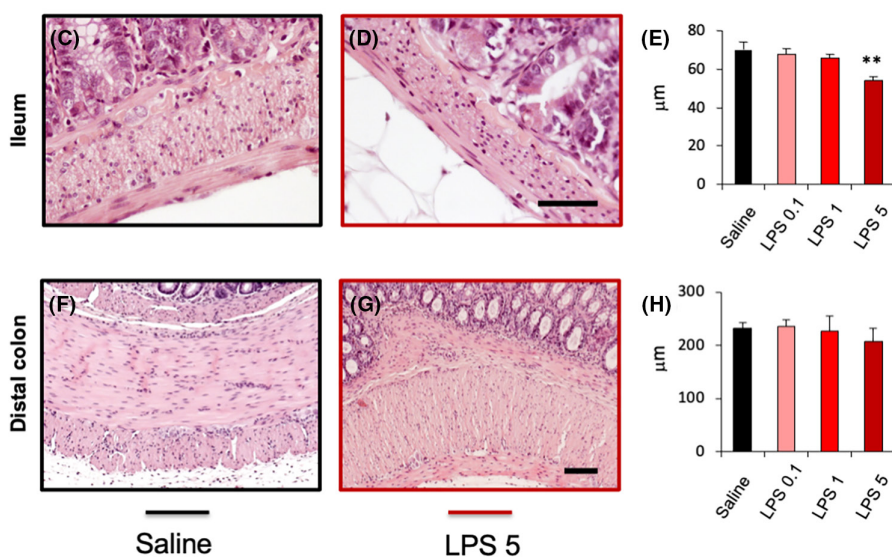 (C)
(D)
(E)
Ileum
80
60
40
20
0
μm
**
Saline
LPS 0.1
LPS 1
LPS 5
(F)
(G)
(H)
Distal colon
300
200
100
0
μm
Saline
LPS 0.1
LPS 1
LPS 5
Saline
LPS 5